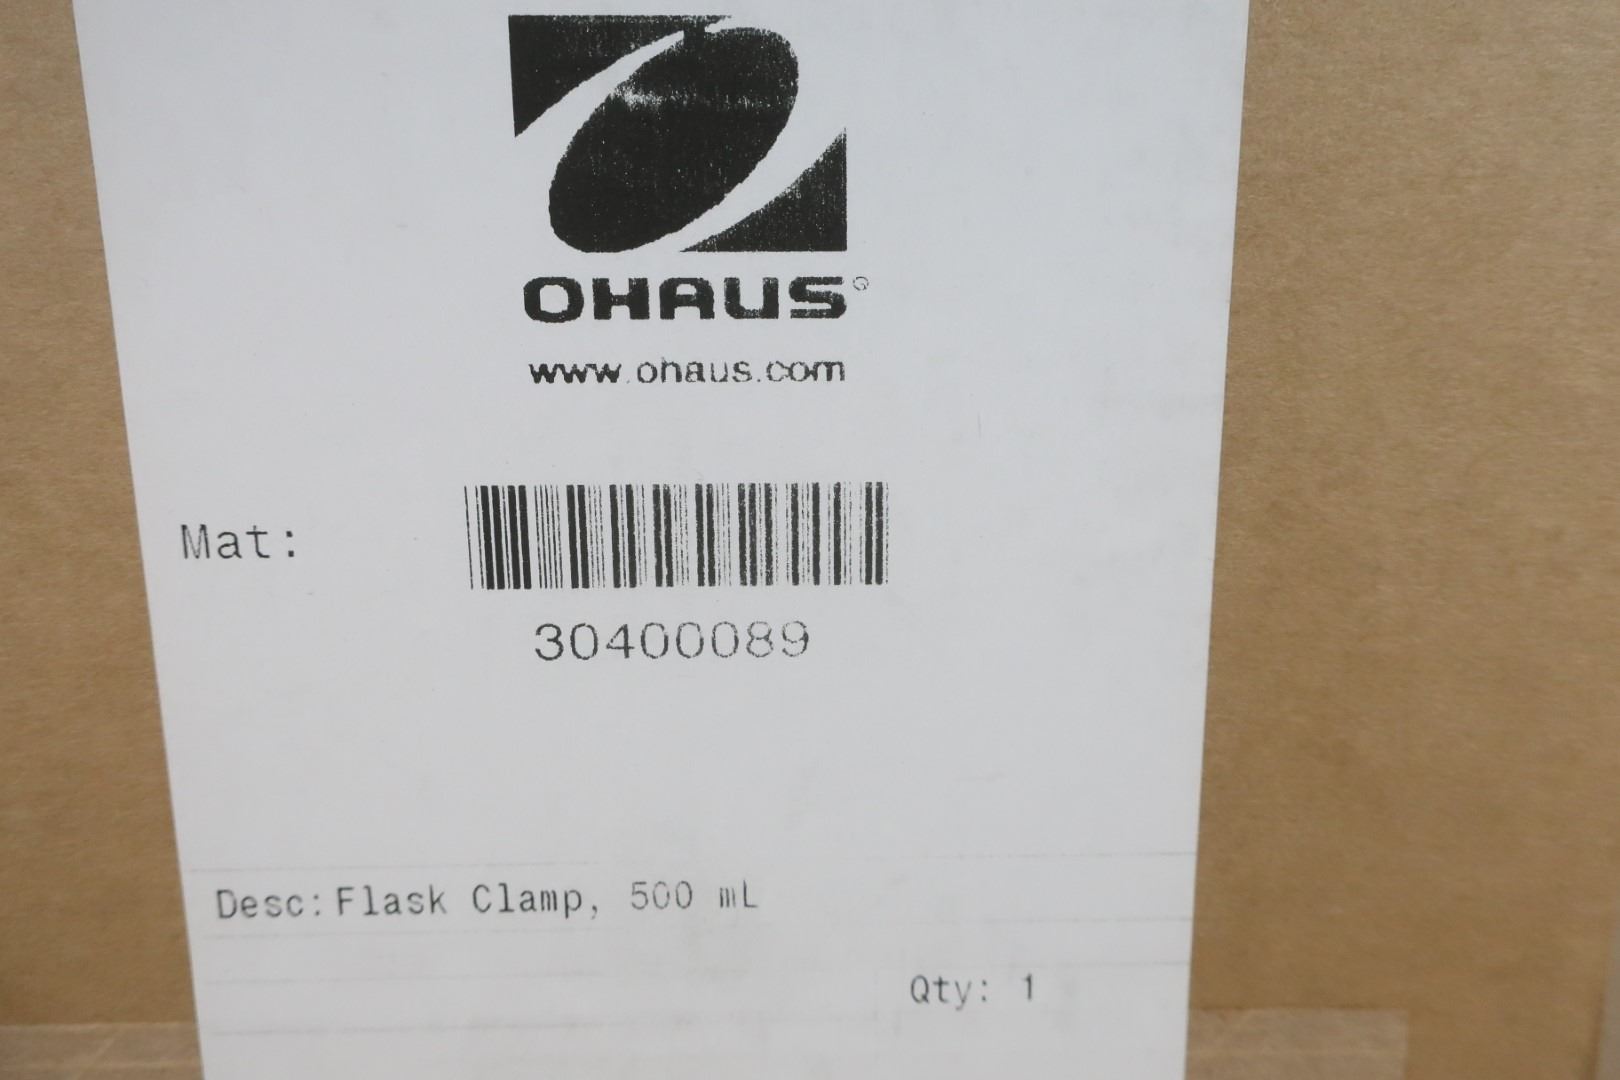 OHAUS®
www.ohaus.com
Mat:
30400089
Desc: Flask Clamp, 500 mL
Qty: 1